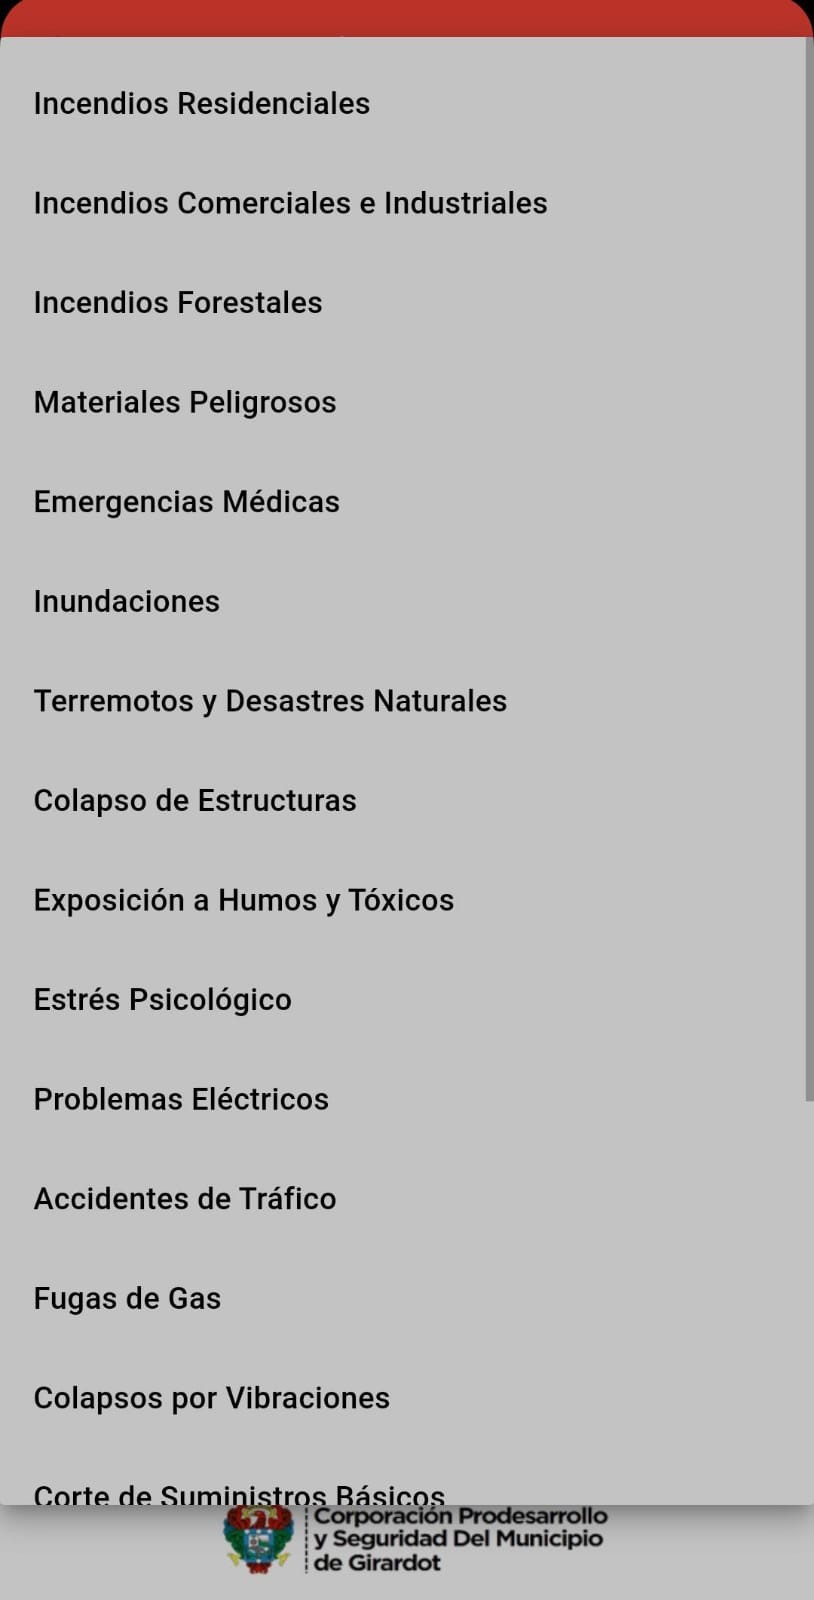 Incendios Residenciales
Incendios Comerciales e Industriales
Incendios Forestales
Materiales Peligrosos
Emergencias Médicas
Inundaciones
Terremotos y Desastres Naturales
Colapso de Estructuras
Exposición a Humos y Tóxicos
Estrés Psicológico
Problemas Eléctricos
Accidentes de Tráfico
Fugas de Gas
Colapsos por Vibraciones
Corte de Suministros Básicos
Corporación Prodesarrollo
y Seguridad Del Municipio
de Girardot